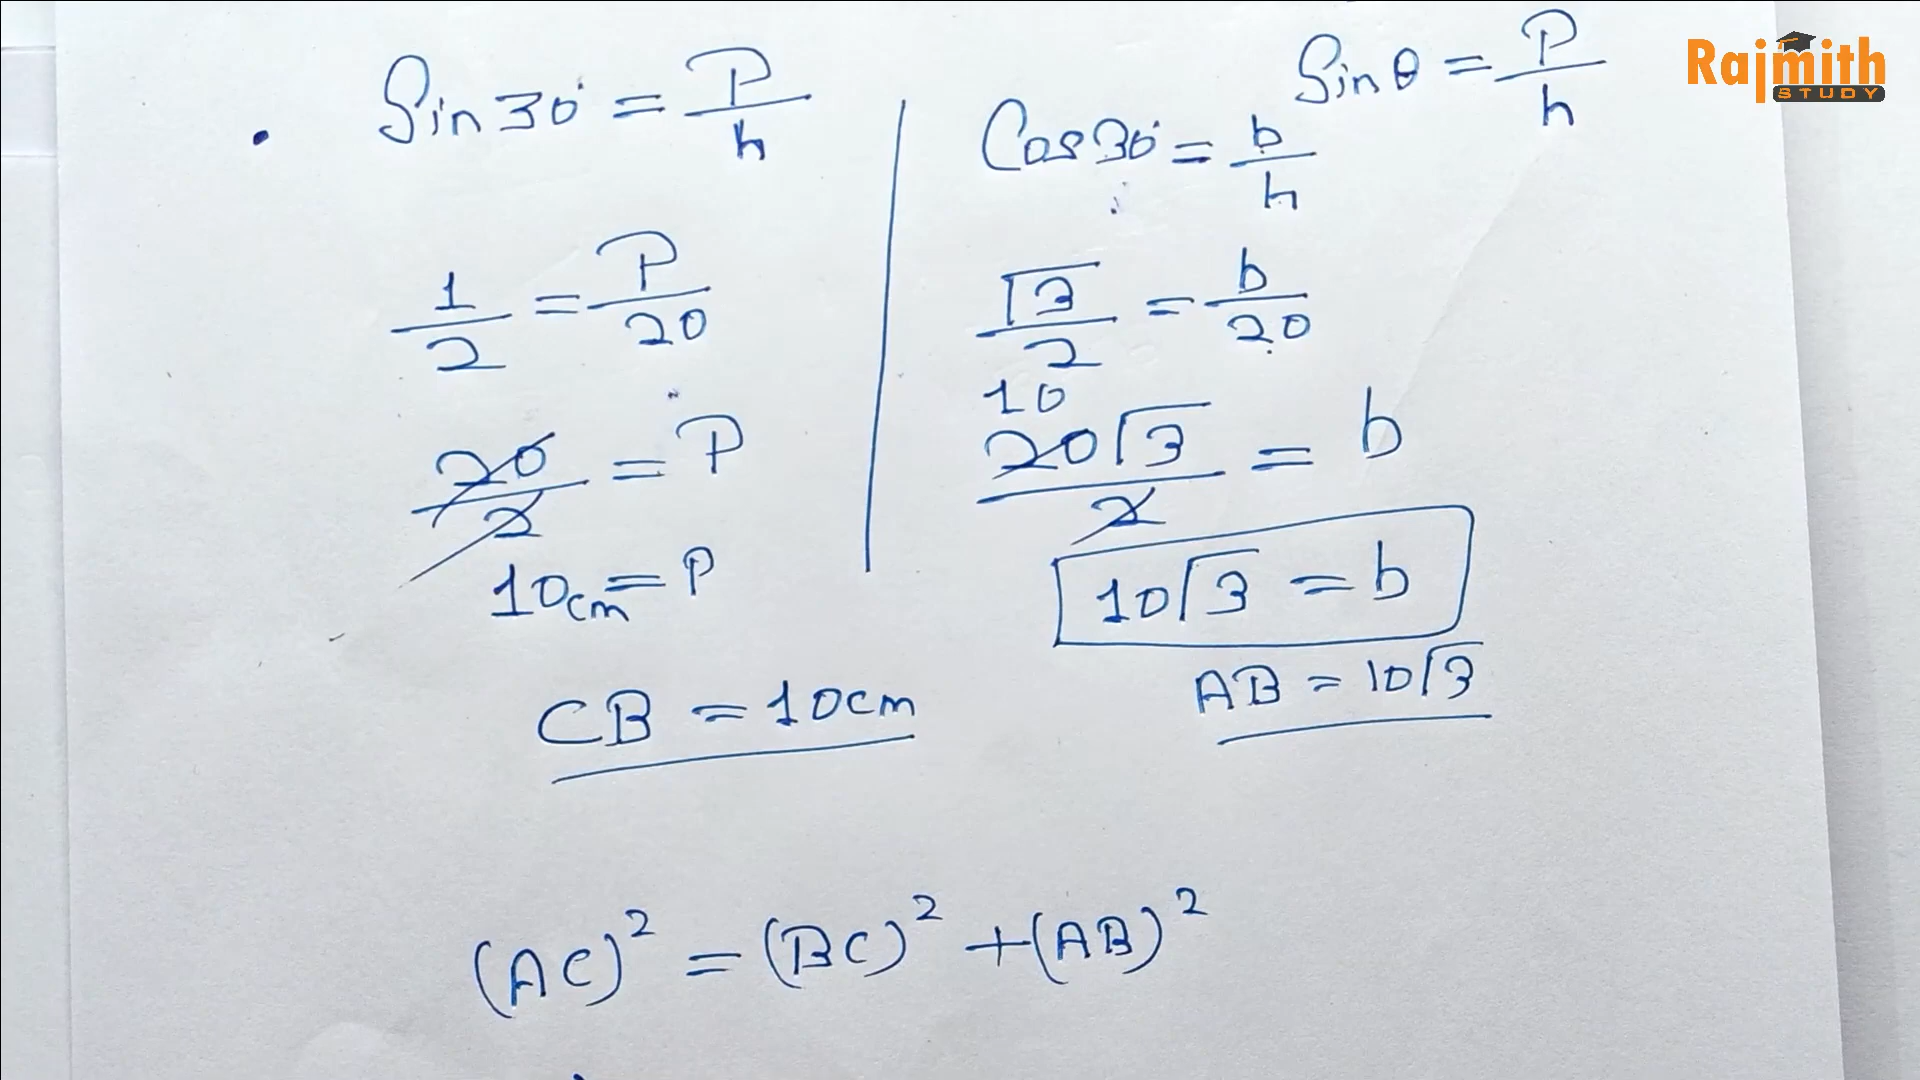 Sin 30° = P/h
1/2 = P/20
20/2 = P
10cm = P
CB = 10cm
Sinθ = P/h
Cos 30° = b/h
√3/2 = b/20
10
20√3/2 = b
10√3 = b
AB = 10√3
(AC)² = (BC)² + (AB)²
Rajmith
STUDY